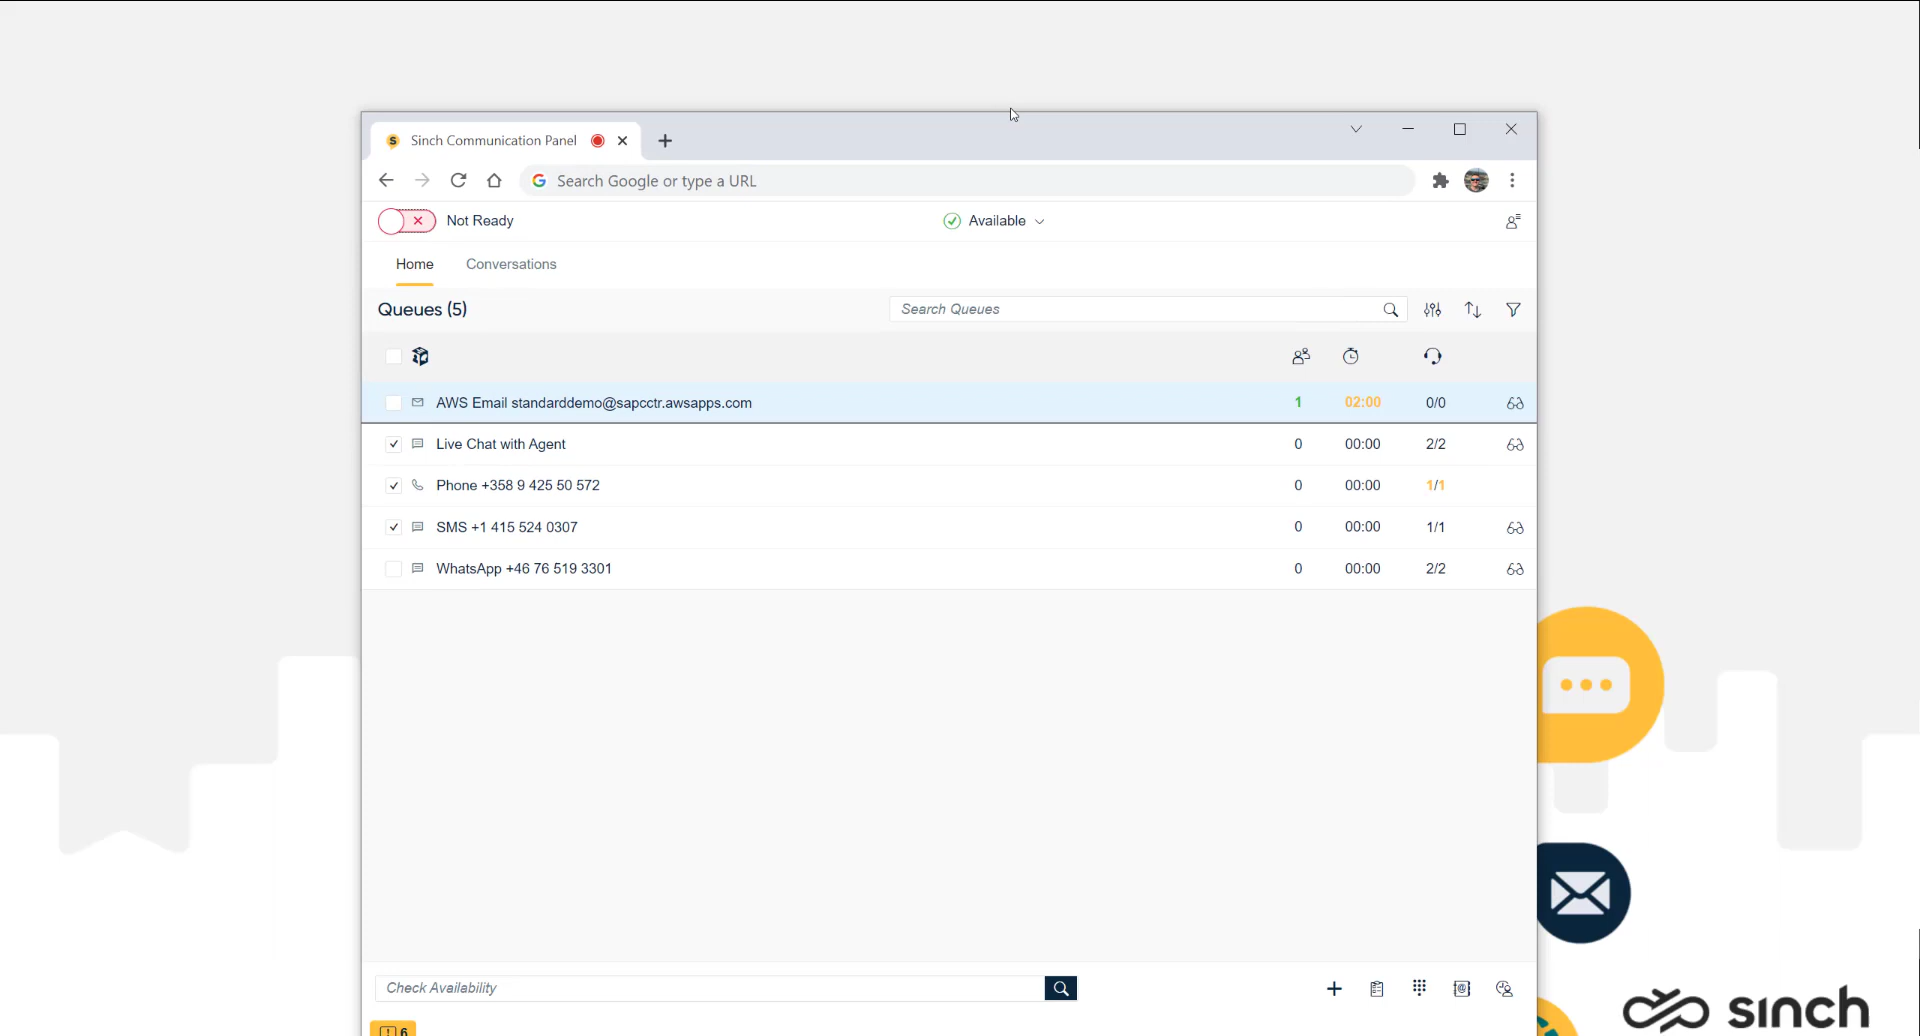 Sinch Communication Panel
Search Google or type a URL
Not Ready
Available
Home
Conversations
Queues (5)
Search Queues
AWS Email standarddemo@sapcctr.awsapps.com 1 02:00 0/0
Live Chat with Agent 0 00:00 2/2
Phone +358 9 425 50 572 0 00:00 1/1
SMS +1 415 524 0307 0 00:00 1/1
WhatsApp +46 76 519 3301 0 00:00 2/2
Check Availability
6
sinch